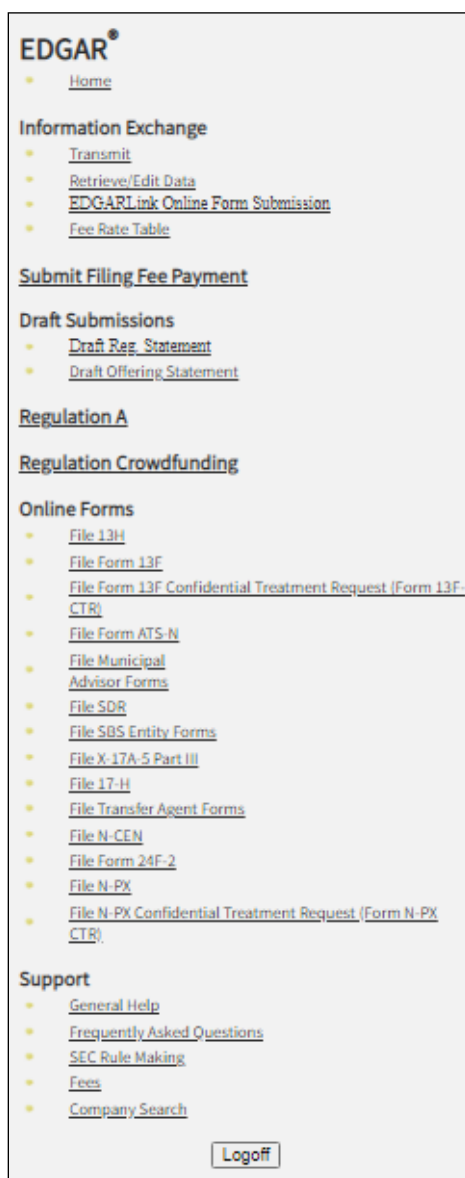 EDGAR®
Home
Information Exchange
Transmit
Retrieve/Edit Data
EDGARLink Online Form Submission
Fee Rate Table
Submit Filing Fee Payment
Draft Submissions
Draft Reg. Statement
Draft Offering Statement
Regulation A
Regulation Crowdfunding
Online Forms
File 13H
File Form 13F
File Form 13F Confidential Treatment Request (Form 13F-
CTR)
File Form ATS-N
File Municipal
Advisor Forms
File SDR
File SBS Entity Forms
File X-17A-5 Part III
File 17-H
File Transfer Agent Forms
File N-CEN
File Form 24F-2
File N-PX
File N-PX Confidential Treatment Request (Form N-PX
CTR)
Support
General Help
Frequently Asked Questions
SEC Rule Making
Fees
Company Search
Logoff